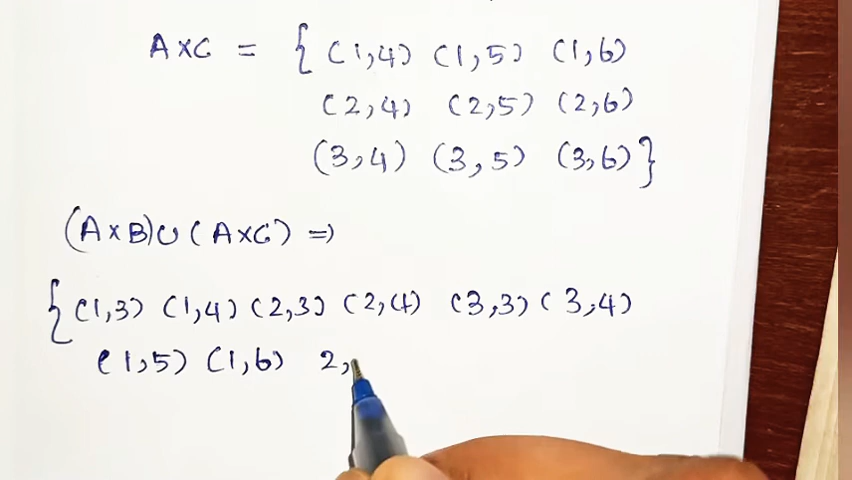 A×C = { (1,4) (1,5) (1,6)
(2,4) (2,5) (2,6)
(3,4) (3,5) (3,6) }
(A×B)∪(A×C) ⇒
{ (1,3) (1,4) (2,3) (2,4) (3,3) (3,4)
(1,5) (1,6) 2,